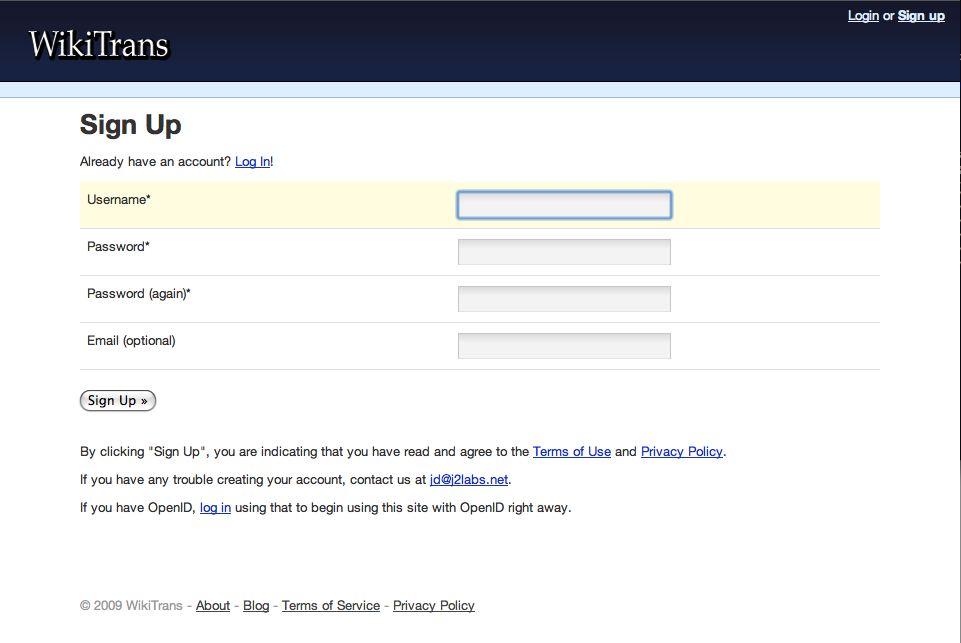 Login or Sign up
WikiTrans
Sign Up
Already have an account? Log In!
Username*
Password*
Password (again)*
Email (optional)
Sign Up »
By clicking "Sign Up", you are indicating that you have read and agree to the Terms of Use and Privacy Policy.
If you have any trouble creating your account, contact us at jd@j2labs.net.
If you have OpenID, log in using that to begin using this site with OpenID right away.
© 2009 WikiTrans - About - Blog - Terms of Service - Privacy Policy